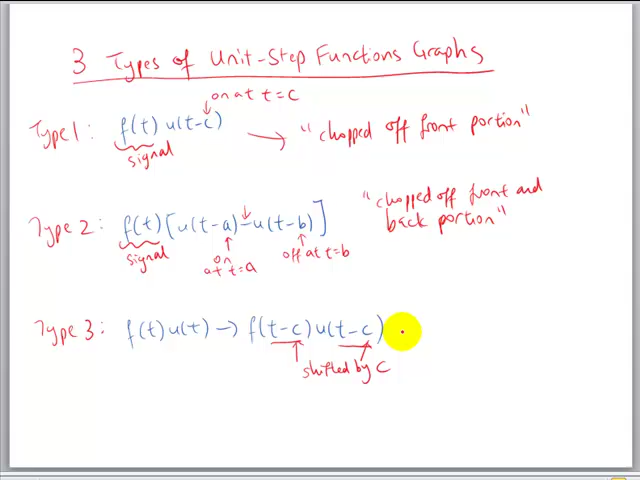 3 Types of Unit-Step Functions Graphs
on at t=c
Type 1: f(t) u(t-c) → "chopped off front portion"
signal
Type 2: f(t)[u(t-a)-u(t-b)] "chopped off front and
back portion"
signal on at t=a off at t=b
Type 3: f(t)u(t) → f(t-c)u(t-c)
shifted by c